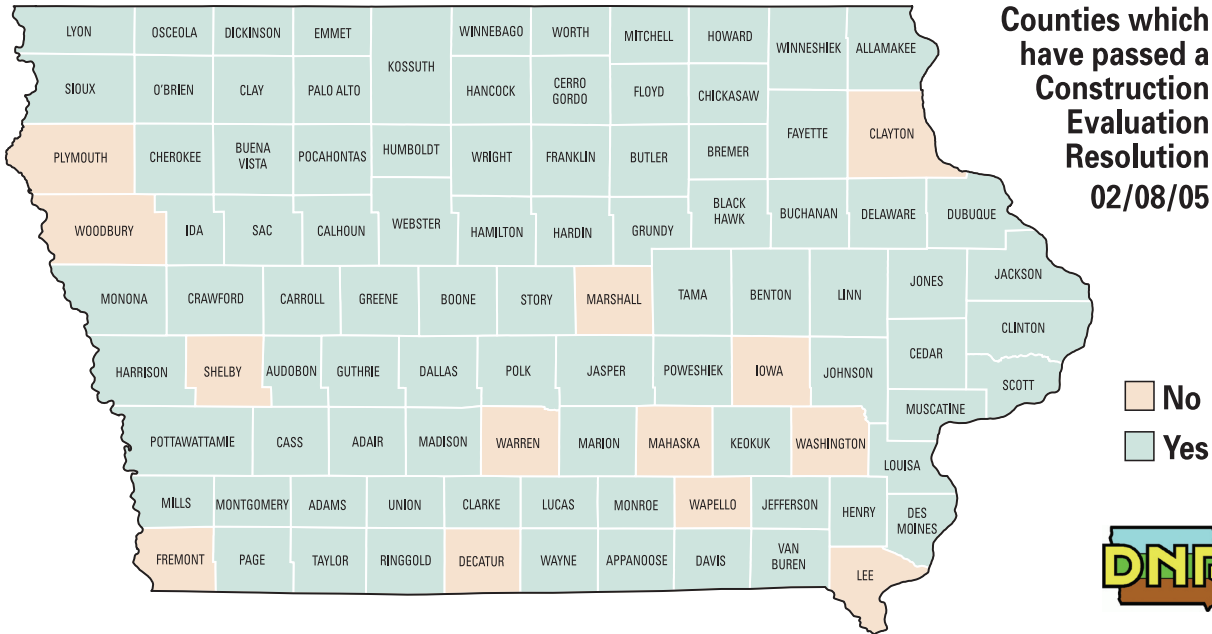 Counties which
have passed a
Construction
Evaluation
Resolution
02/08/05
LYON OSCEOLA DICKINSON EMMET WINNEBAGO WORTH MITCHELL HOWARD WINNESHIEK ALLAMAKEE
KOSSUTH
SIOUX O'BRIEN CLAY PALO ALTO HANCOCK CERRO
GORDO FLOYD CHICKASAW
PLYMOUTH CHEROKEE BUENA
VISTA POCAHONTAS HUMBOLDT WRIGHT FRANKLIN BUTLER BREMER FAYETTE CLAYTON
WOODBURY IDA SAC CALHOUN WEBSTER HAMILTON HARDIN GRUNDY BLACK
HAWK BUCHANAN DELAWARE DUBUQUE
MONONA CRAWFORD CARROLL GREENE BOONE STORY MARSHALL TAMA BENTON LINN JONES JACKSON
CLINTON
HARRISON SHELBY AUDOBON GUTHRIE DALLAS POLK JASPER POWESHIEK IOWA JOHNSON CEDAR SCOTT
MUSCATINE
POTTAWATTAMIE CASS ADAIR MADISON WARREN MARION MAHASKA KEOKUK WASHINGTON LOUISA
MILLS MONTGOMERY ADAMS UNION CLARKE LUCAS MONROE WAPELLO JEFFERSON HENRY DES
MOINES
FREMONT PAGE TAYLOR RINGGOLD DECATUR WAYNE APPANOOSE DAVIS VAN
BUREN LEE
No
Yes
DNR